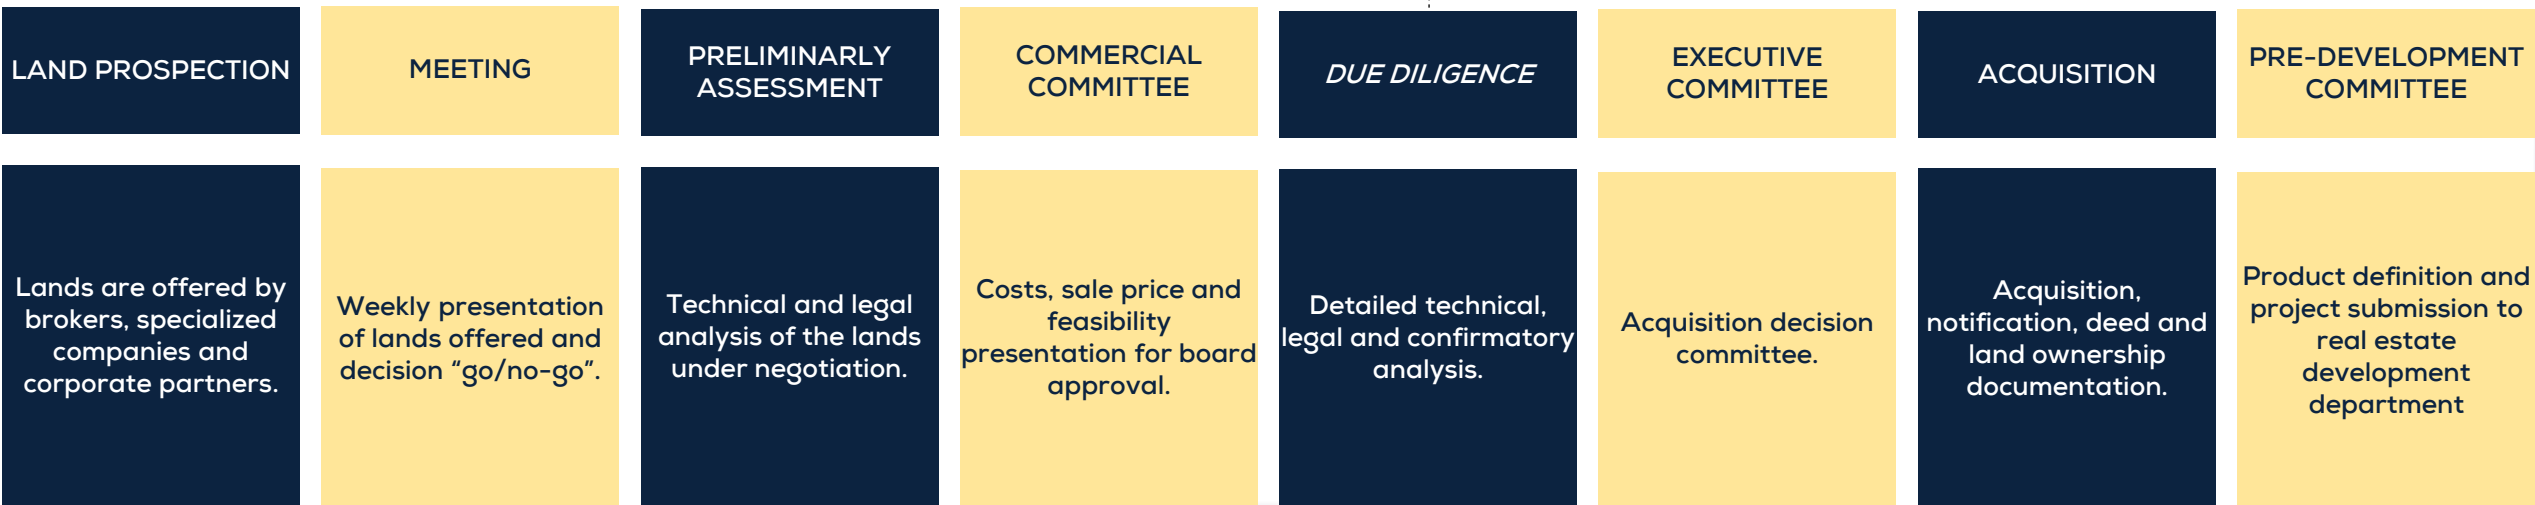 LAND PROSPECTION
MEETING
PRELIMINARLY
ASSESSMENT
COMMERCIAL
COMMITTEE
DUE DILIGENCE
EXECUTIVE
COMMITTEE
ACQUISITION
PRE-DEVELOPMENT
COMMITTEE
Lands are offered by
brokers, specialized
companies and
corporate partners.
Weekly presentation
of lands offered and
decision “go/no-go”.
Technical and legal
analysis of the lands
under negotiation.
Costs, sale price and
feasibility
presentation for board
approval.
Detailed technical,
legal and confirmatory
analysis.
Acquisition decision
committee.
Acquisition,
notification, deed and
land ownership
documentation.
Product definition and
project submission to
real estate
development
department